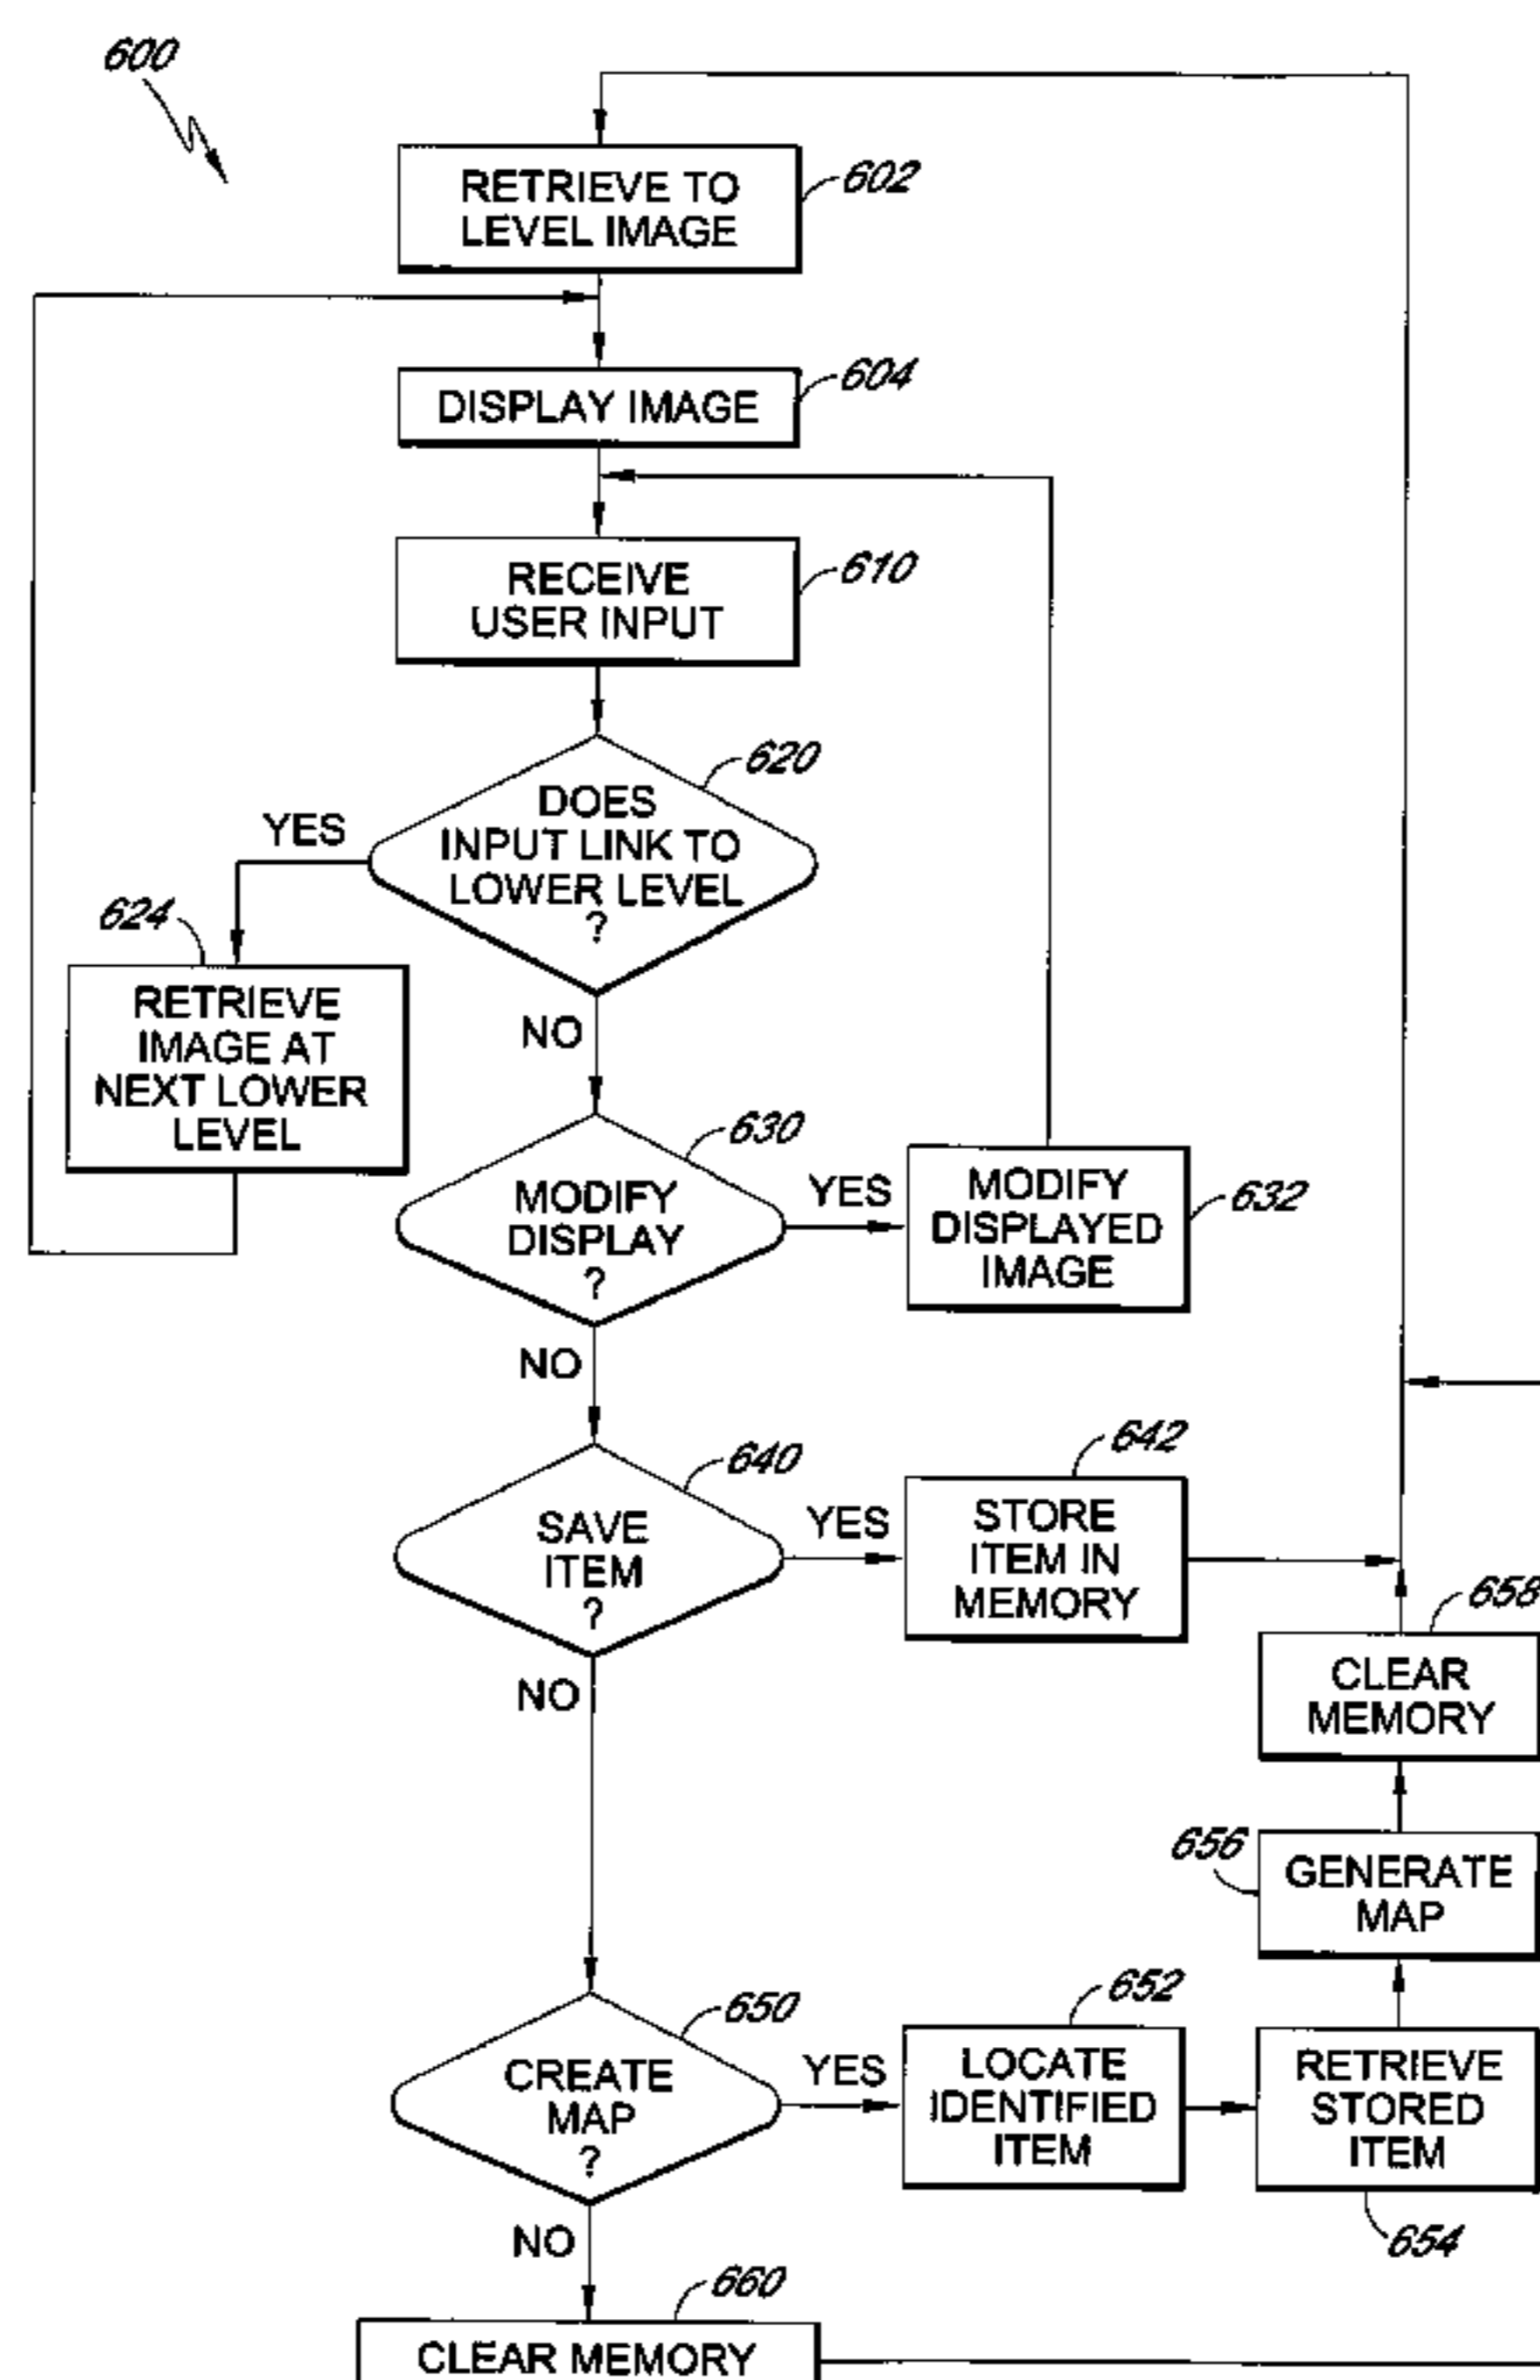 600
RETRIEVE TO
LEVEL IMAGE
602
DISPLAY IMAGE
604
RECEIVE
USER INPUT
610
DOES
INPUT LINK TO
LOWER LEVEL
?
620
YES
624
RETRIEVE
IMAGE AT
NEXT LOWER
LEVEL
NO
MODIFY
DISPLAY
?
630
YES
MODIFY
DISPLAYED
IMAGE
632
NO
SAVE
ITEM
?
640
YES
STORE
ITEM IN
MEMORY
642
NO
658
CLEAR
MEMORY
656
GENERATE
MAP
CREATE
MAP
?
650
YES
LOCATE
IDENTIFIED
ITEM
652
RETRIEVE
STORED
ITEM
654
NO
660
CLEAR MEMORY